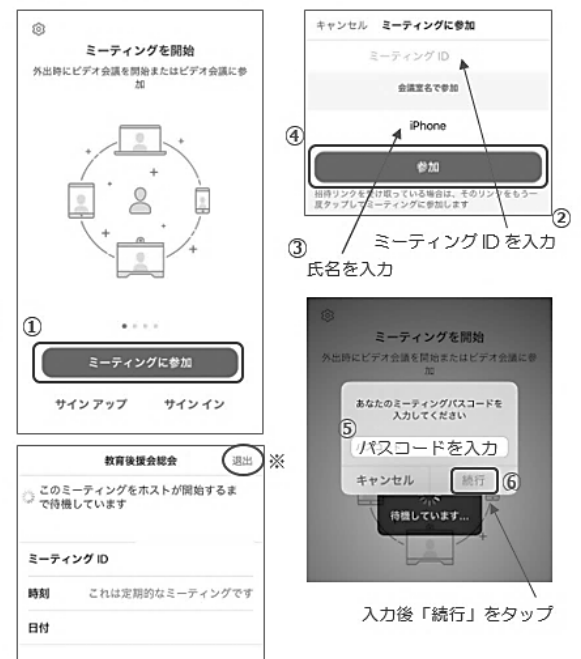 ミーティングを開始
外出時にビデオ会議を開始またはビデオ会議に参
加
①
ミーティングに参加
サイン アップ サイン イン
キャンセル ミーティングに参加
ミーティング ID
会議室名で参加
iPhone
④
参加
招待リンクを受け取っている場合は、そのリンクをもう一
度タップしてミーティングに参加します
②
ミーティング ID を入力
③
氏名を入力
ミーティングを開始
外出時にビデオ会議を開始またはビデオ会議に参
加
あなたのミーティングパスコードを
入力してください
⑤
パスコードを入力
キャンセル 続行 ⑥
待機しています...
入力後「続行」をタップ
教育後援会総会 退出 ※
このミーティングをホストが開始するま
で待機しています
ミーティング ID
時刻 これは定期的なミーティングです
日付